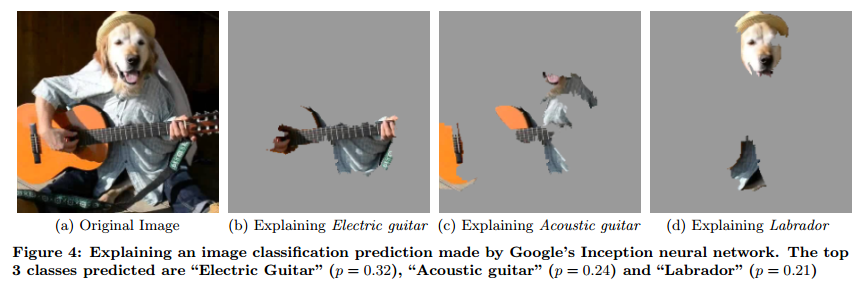 (a) Original Image
(b) Explaining Electric guitar
(c) Explaining Acoustic guitar
(d) Explaining Labrador
Figure 4: Explaining an image classification prediction made by Google's Inception neural network. The top
3 classes predicted are “Electric Guitar” (p = 0.32), “Acoustic guitar” (p = 0.24) and “Labrador” (p = 0.21)